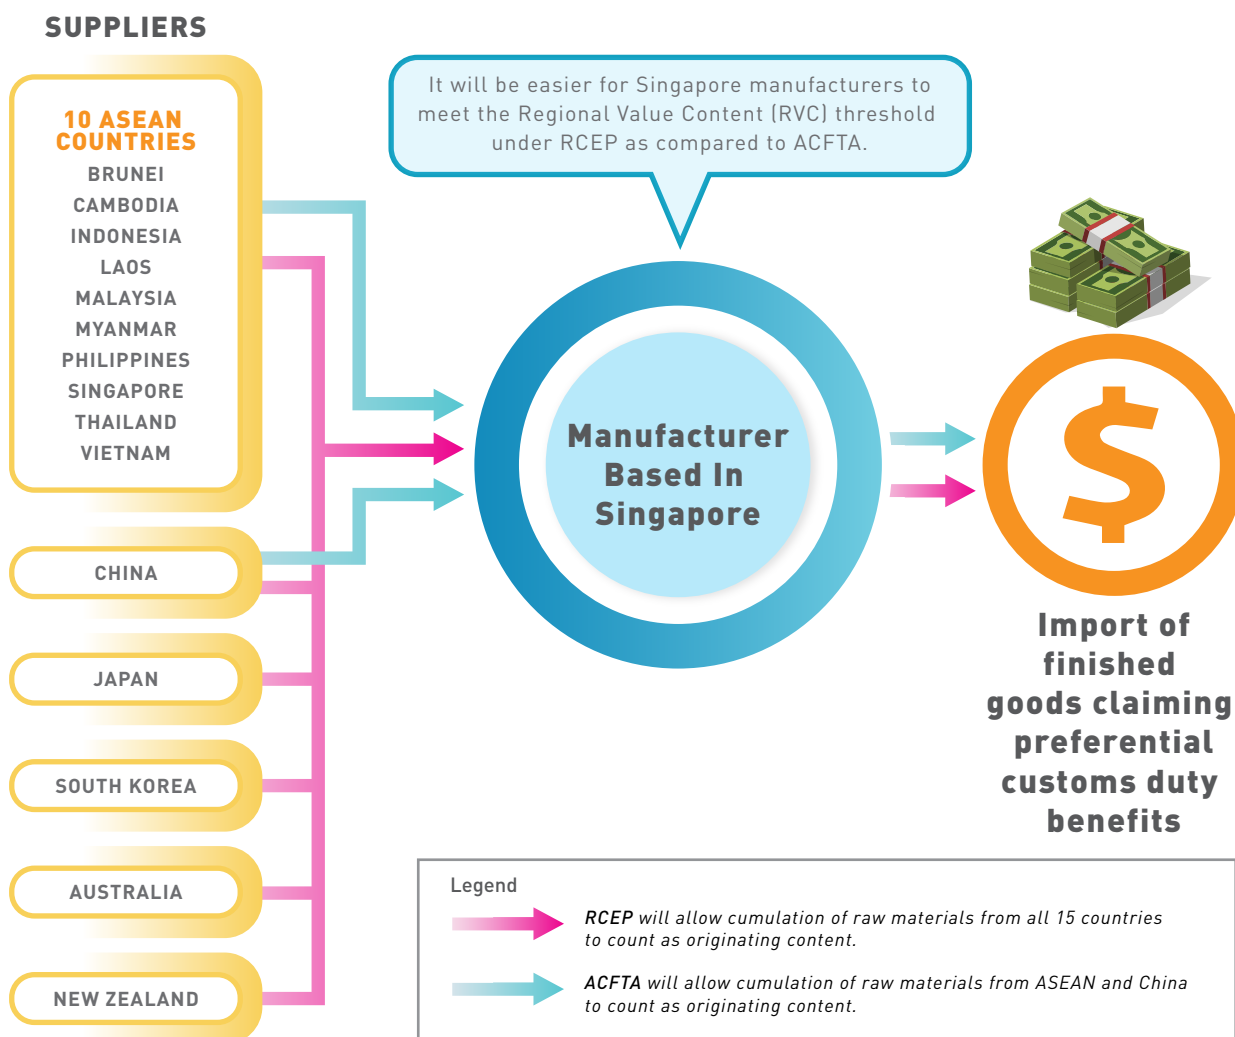 SUPPLIERS
10 ASEAN
COUNTRIES
BRUNEI
CAMBODIA
INDONESIA
LAOS
MALAYSIA
MYANMAR
PHILIPPINES
SINGAPORE
THAILAND
VIETNAM
CHINA
JAPAN
SOUTH KOREA
AUSTRALIA
NEW ZEALAND
It will be easier for Singapore manufacturers to
meet the Regional Value Content (RVC) threshold
under RCEP as compared to ACFTA.
Manufacturer
Based In
Singapore
$
Import of
finished
goods claiming
preferential
customs duty
benefits
Legend
RCEP will allow cumulation of raw materials from all 15 countries
to count as originating content.
ACFTA will allow cumulation of raw materials from ASEAN and China
to count as originating content.